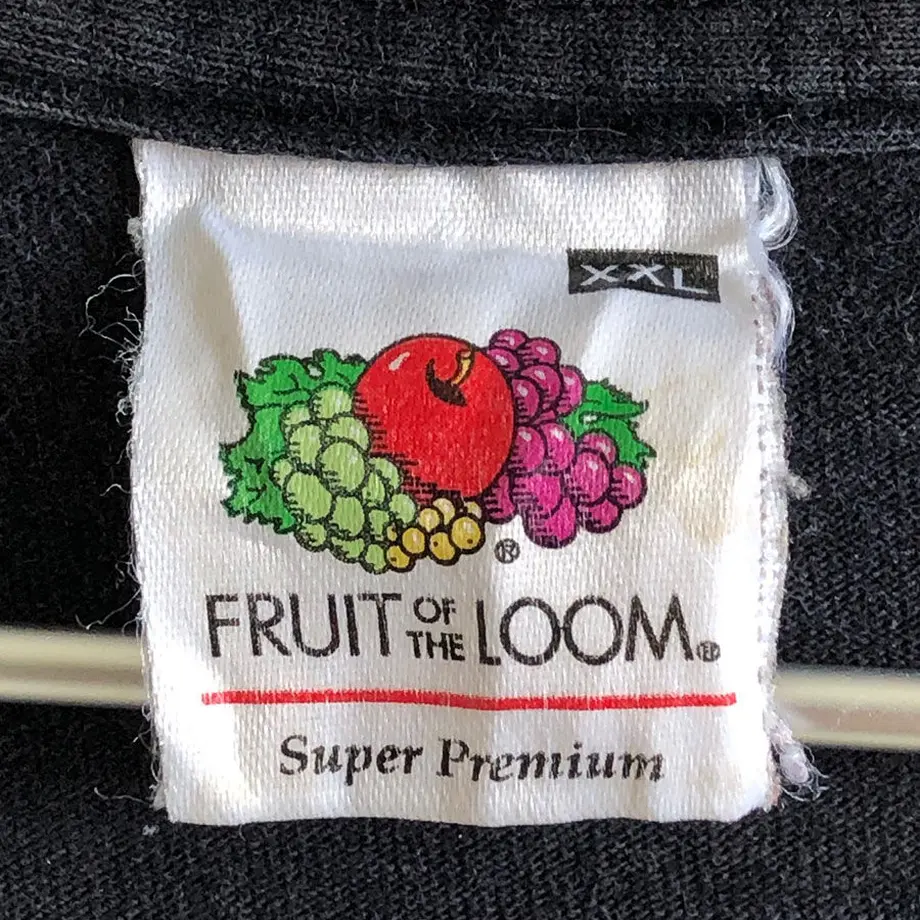 XXL
®
FRUIT OF THE LOOM®
Super Premium